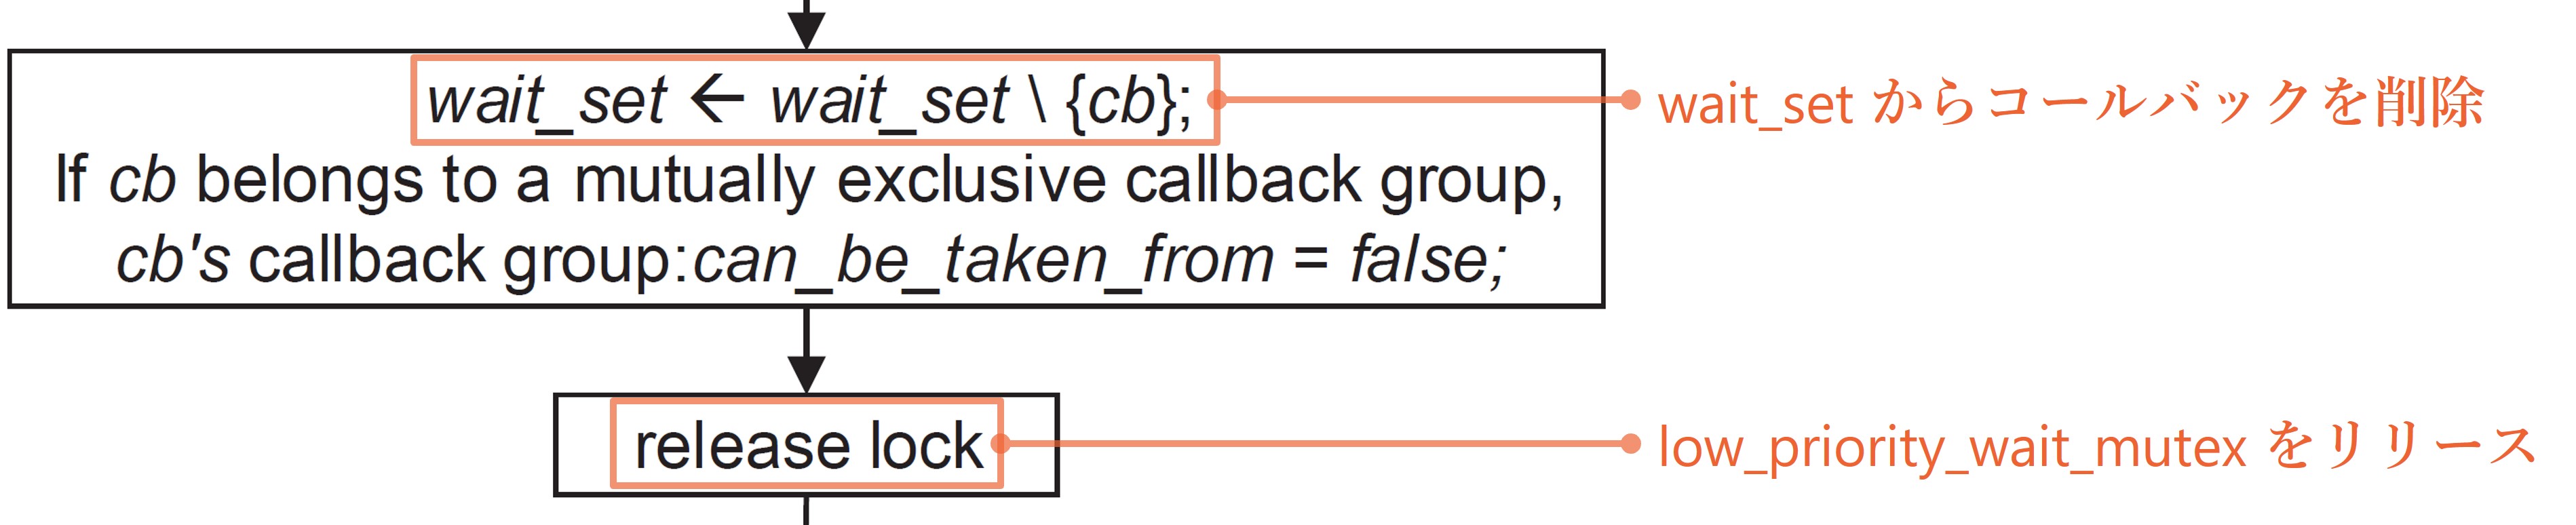 wait_set ← wait_set \ {cb};
wait_set からコールバックを削除
If cb belongs to a mutually exclusive callback group,
cb's callback group:can_be_taken_from = false;
release lock
low_priority_wait_mutex をリリース